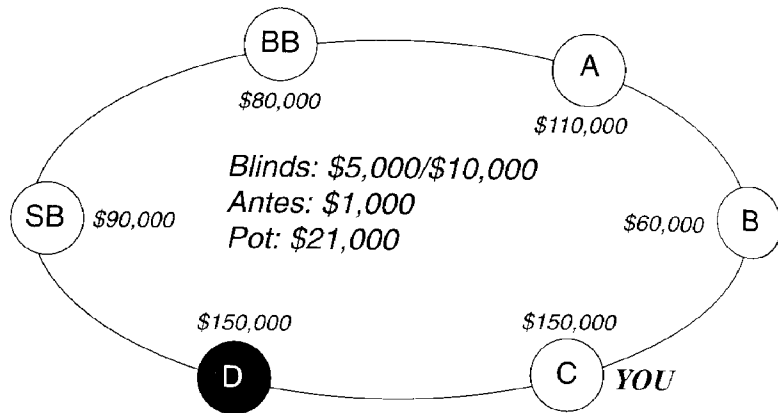 BB
A
$80,000
$110,000
Blinds: $5,000/$10,000
Antes: $1,000
Pot: $21,000
SB
$90,000
$60,000
B
$150,000
$150,000
D
C
YOU